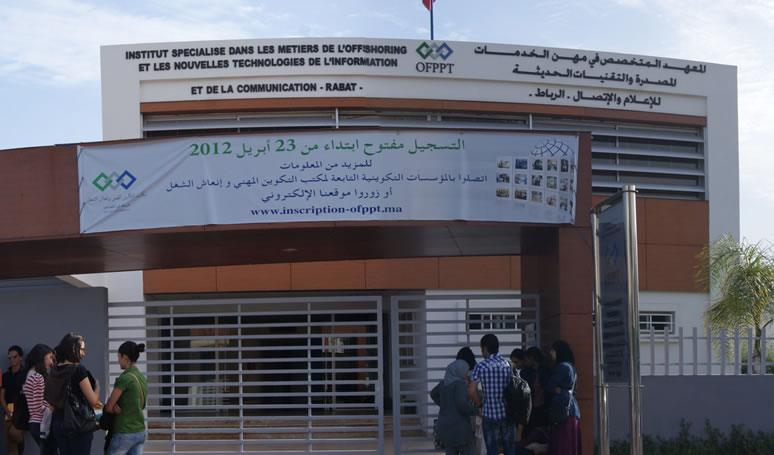 INSTITUT SPECIALISE DANS LES METIERS DE L'OFFSHORING
ET LES NOUVELLES TECHNOLOGIES DE L'INFORMATION
ET DE LA COMMUNICATION - RABAT -
OFPPT
المعهد المتخصص في مهن الخدمات
المصدرة والتقنيات الحديثة
للإعلام والإتصال . الرباط .
التسجيل مفتوح ابتداء من 23 أبريل 2012
للمزيد من المعلومات
اتصلوا بالمؤسسات التكوينية التابعة لمكتب التكوين المهني و إنعاش الشغل
أو زوروا موقعنا الإلكتروني
www.inscription-ofppt.ma